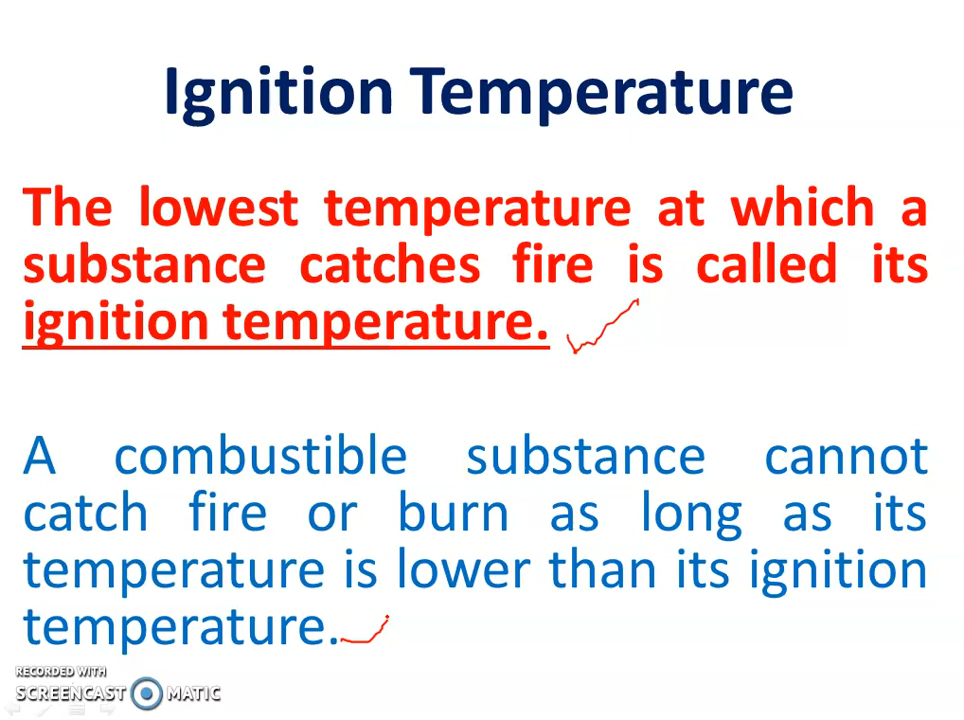 Ignition Temperature
The lowest temperature at which a
substance catches fire is called its
ignition temperature.
A combustible substance cannot
catch fire or burn as long as its
temperature is lower than its ignition
temperature.
RECORDED WITH
SCREENCAST MATIC